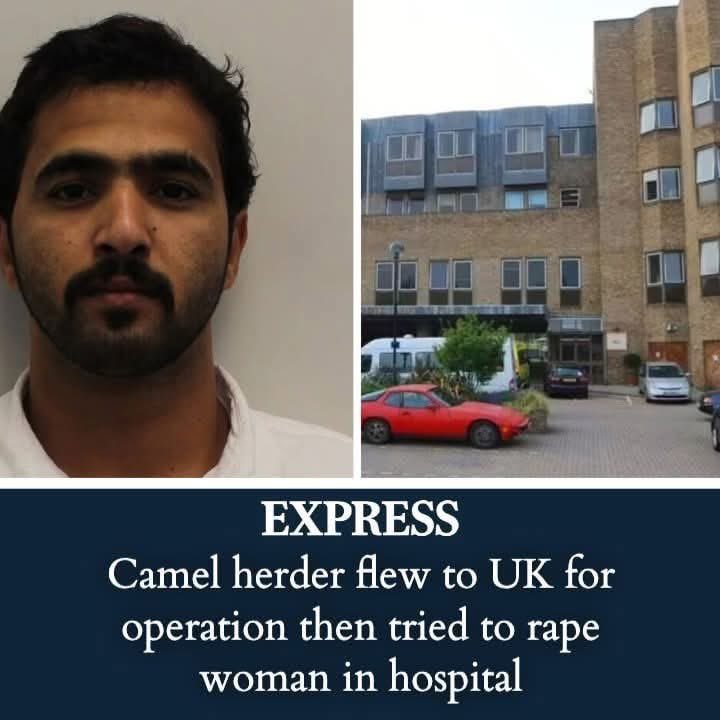 EXPRESS
Camel herder flew to UK for
operation then tried to rape
woman in hospital